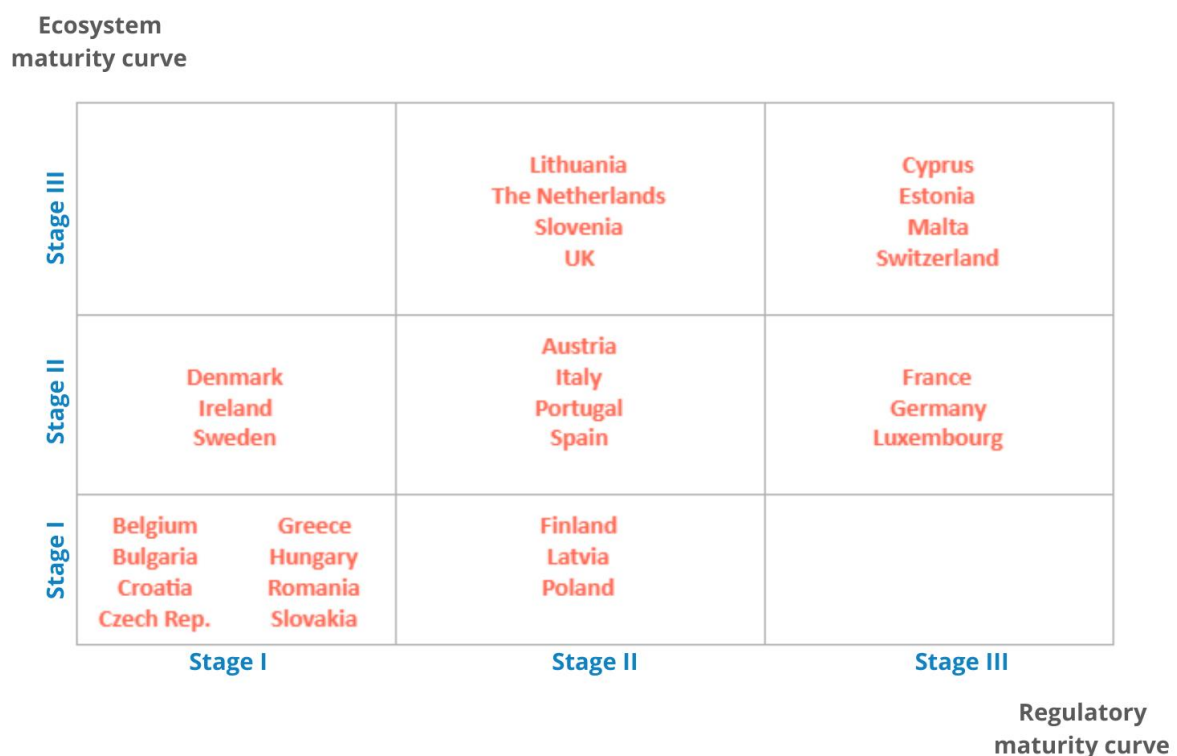 Ecosystem
maturity curve
Stage III
Lithuania
The Netherlands
Slovenia
UK
Cyprus
Estonia
Malta
Switzerland
Stage II
Denmark
Ireland
Sweden
Austria
Italy
Portugal
Spain
France
Germany
Luxembourg
Stage I
Belgium
Bulgaria
Croatia
Czech Rep.
Greece
Hungary
Romania
Slovakia
Finland
Latvia
Poland
Stage I
Stage II
Stage III
Regulatory
maturity curve